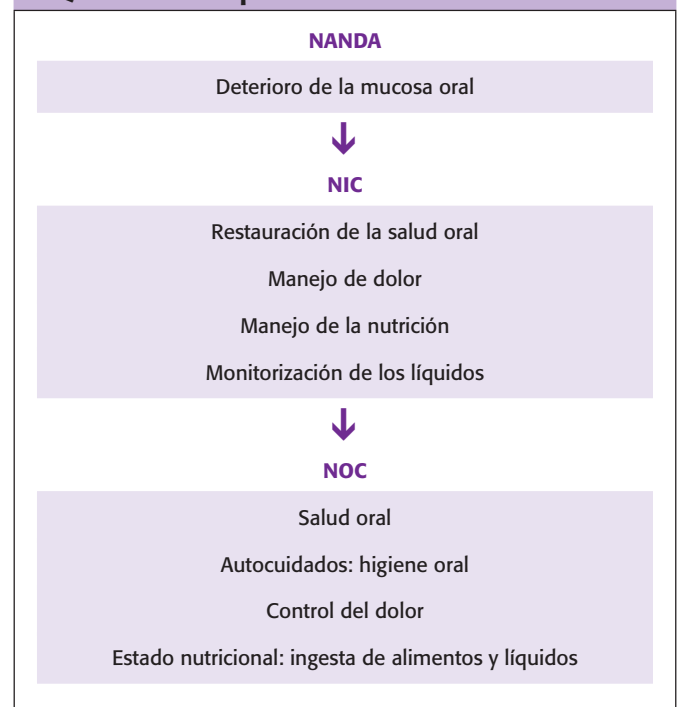 NANDA
Deterioro de la mucosa oral
NIC
Restauración de la salud oral
Manejo de dolor
Manejo de la nutrición
Monitorización de los líquidos
NOC
Salud oral
Autocuidados: higiene oral
Control del dolor
Estado nutricional: ingesta de alimentos y líquidos